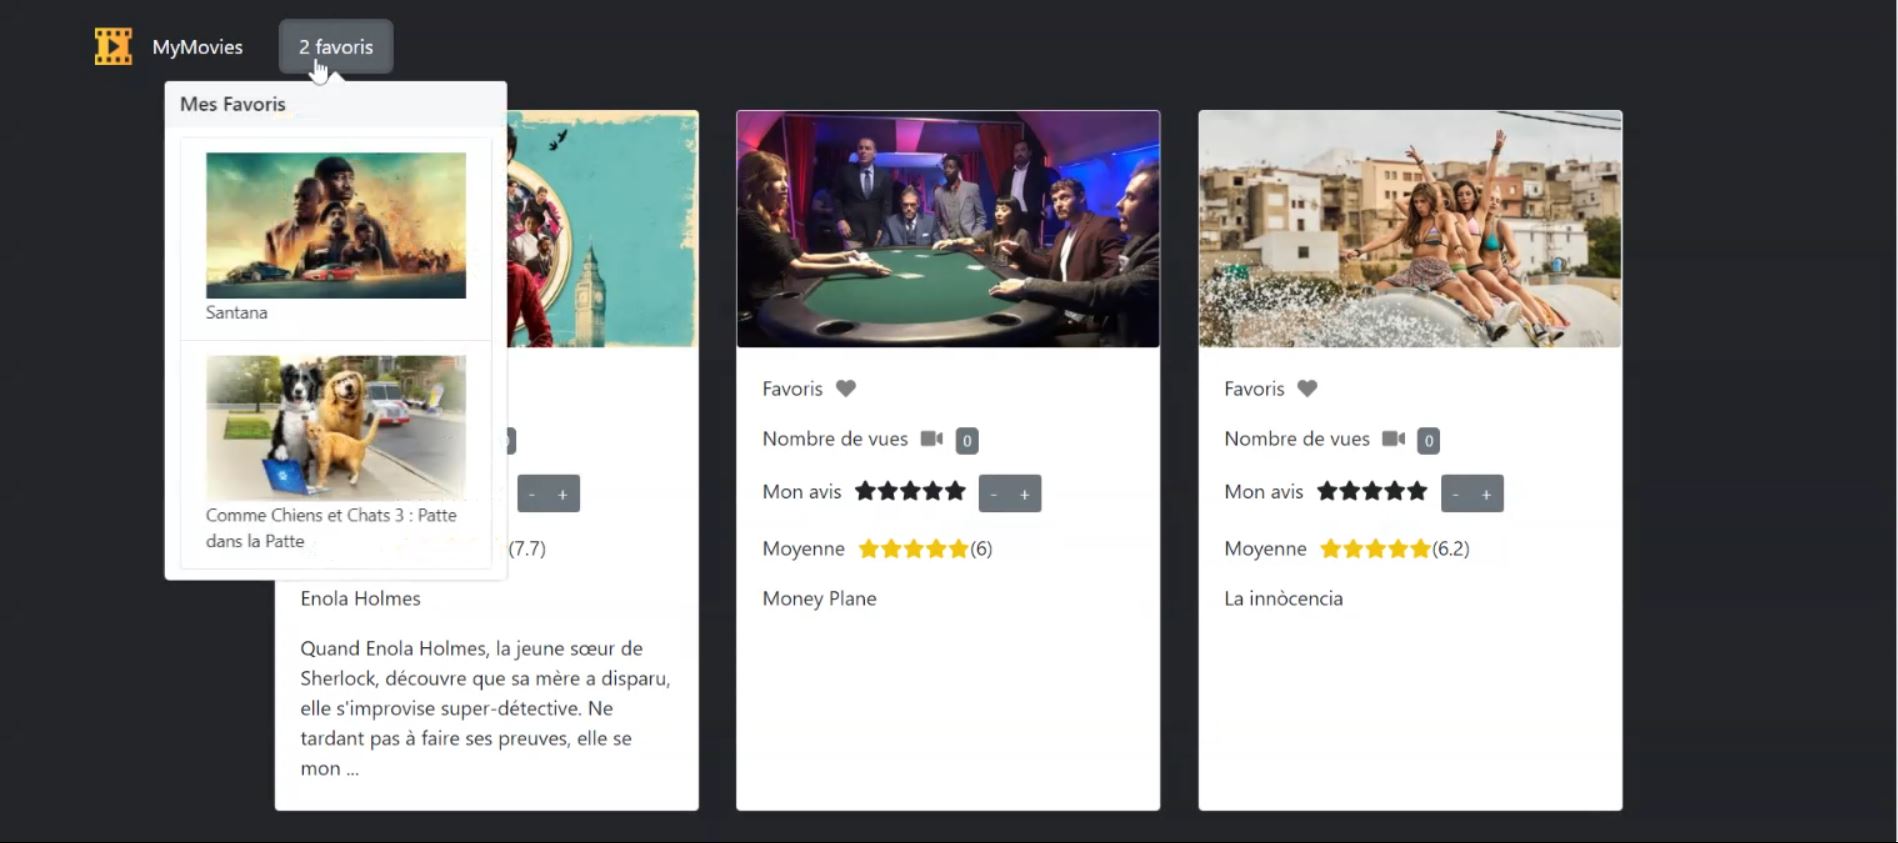 MyMovies
2 favoris
Mes Favoris
Santana
Comme Chiens et Chats 3 : Patte
dans la Patte
- +
(7.7)
Enola Holmes
Quand Enola Holmes, la jeune sœur de
Sherlock, découvre que sa mère a disparu,
elle s'improvise super-détective. Ne
tardant pas à faire ses preuves, elle se
mon ...
Favoris
Nombre de vues 0
Mon avis - +
Moyenne (6)
Money Plane
Favoris
Nombre de vues 0
Mon avis - +
Moyenne (6.2)
La innòcencia